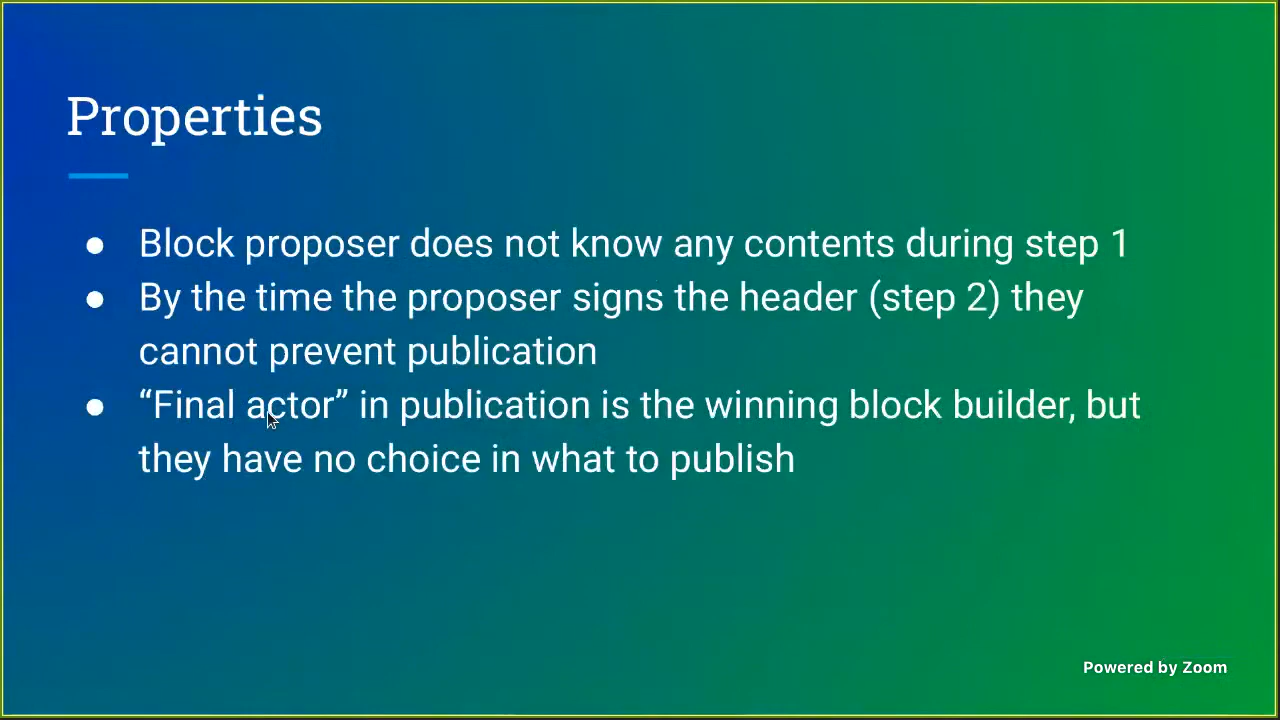 Properties
● Block proposer does not know any contents during step 1
● By the time the proposer signs the header (step 2) they
cannot prevent publication
● “Final actor” in publication is the winning block builder, but
they have no choice in what to publish
Powered by Zoom